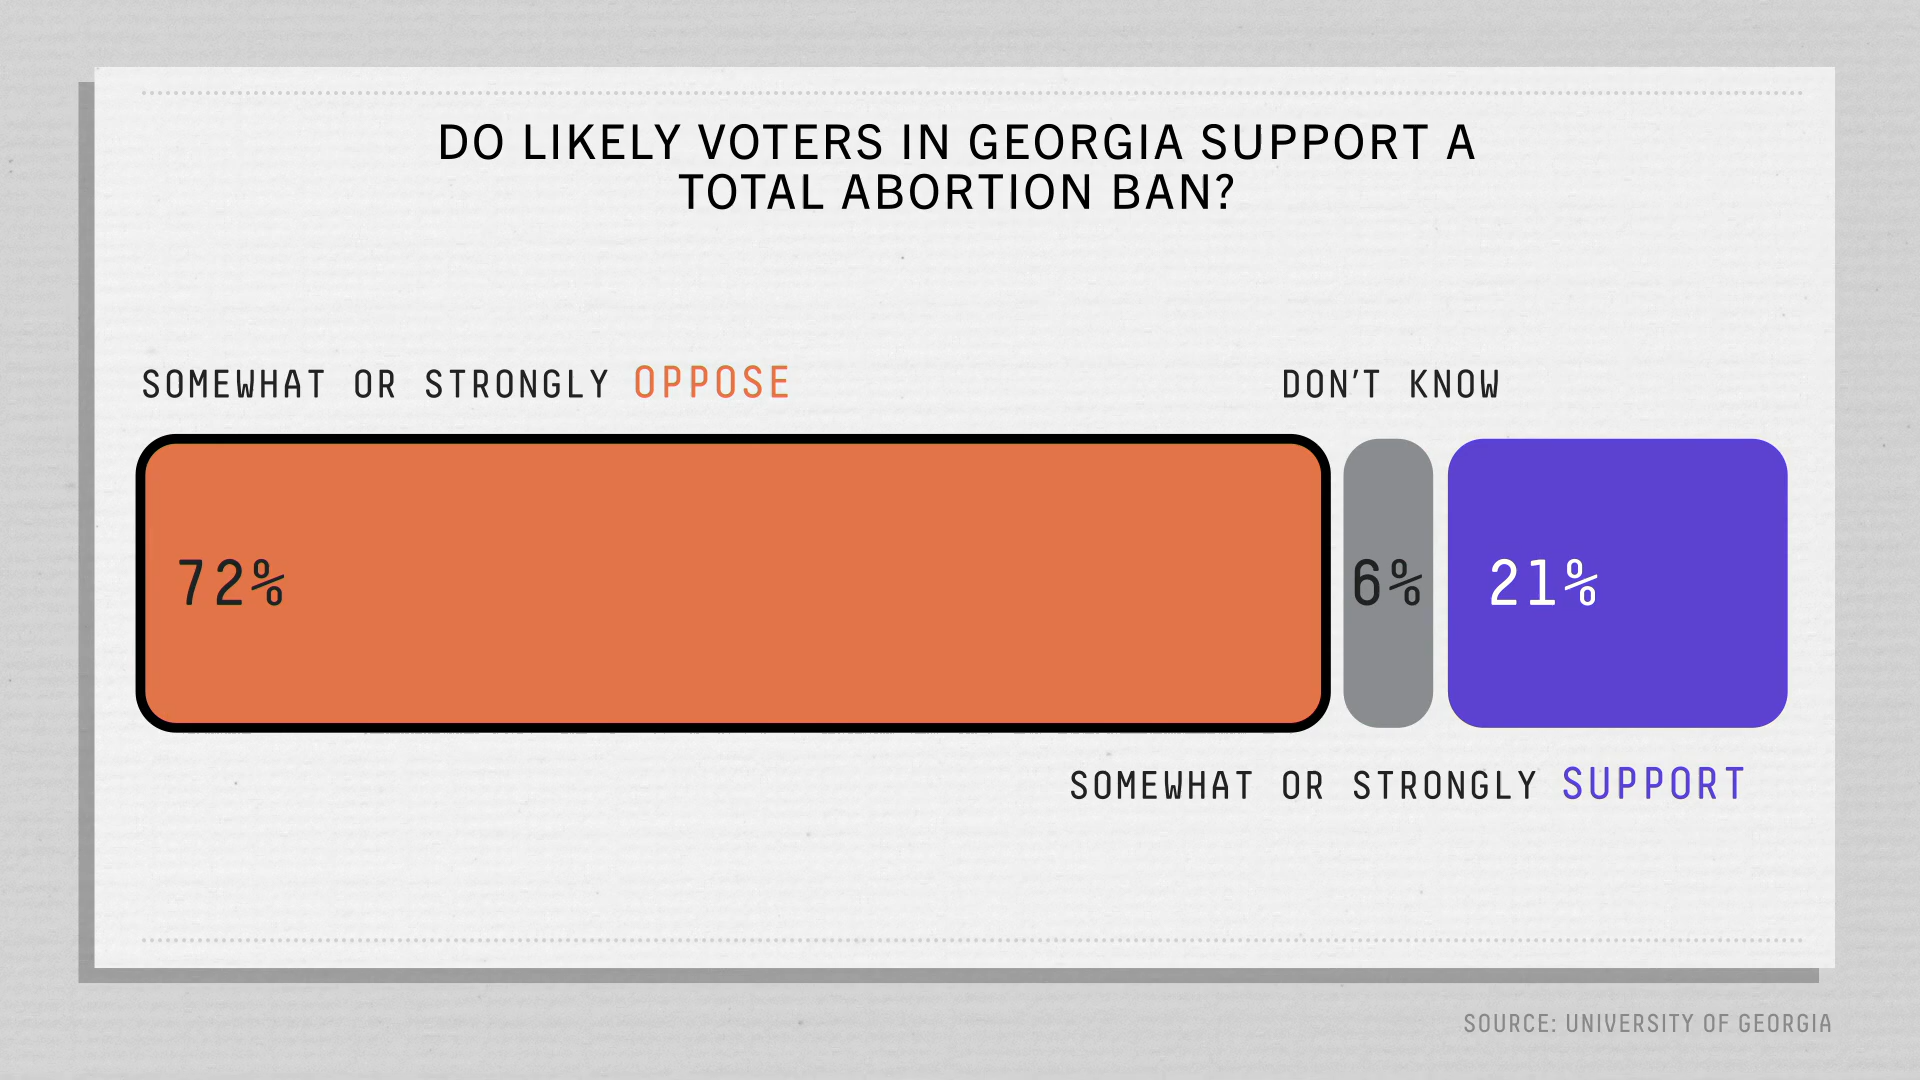 DO LIKELY VOTERS IN GEORGIA SUPPORT A
TOTAL ABORTION BAN?
SOMEWHAT OR STRONGLY OPPOSE
DON'T KNOW
72%
6%
21%
SOMEWHAT OR STRONGLY SUPPORT
SOURCE: UNIVERSITY OF GEORGIA